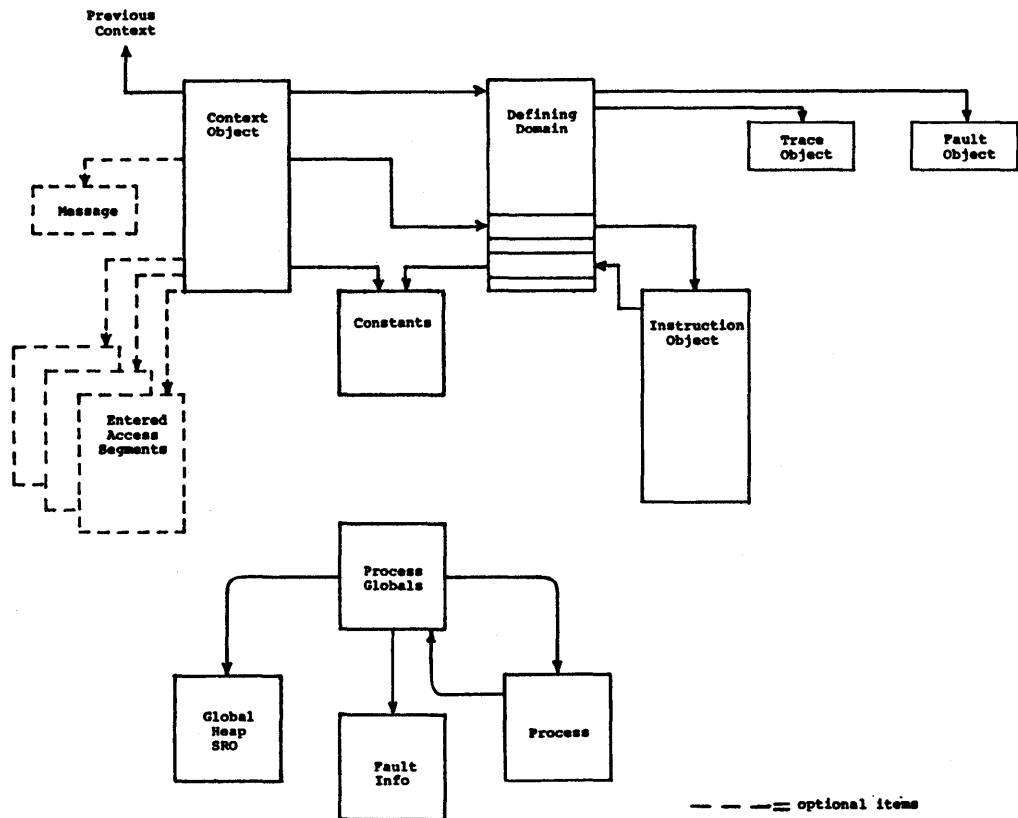 Previous
Context
Context
Object
Defining
Domain
Trace
Object
Fault
Object
Message
Constants
Instruction
Object
Entered
Access
Segments
Process
Globals
Global
Heap
SRO
Fault
Info
Process
= optional items